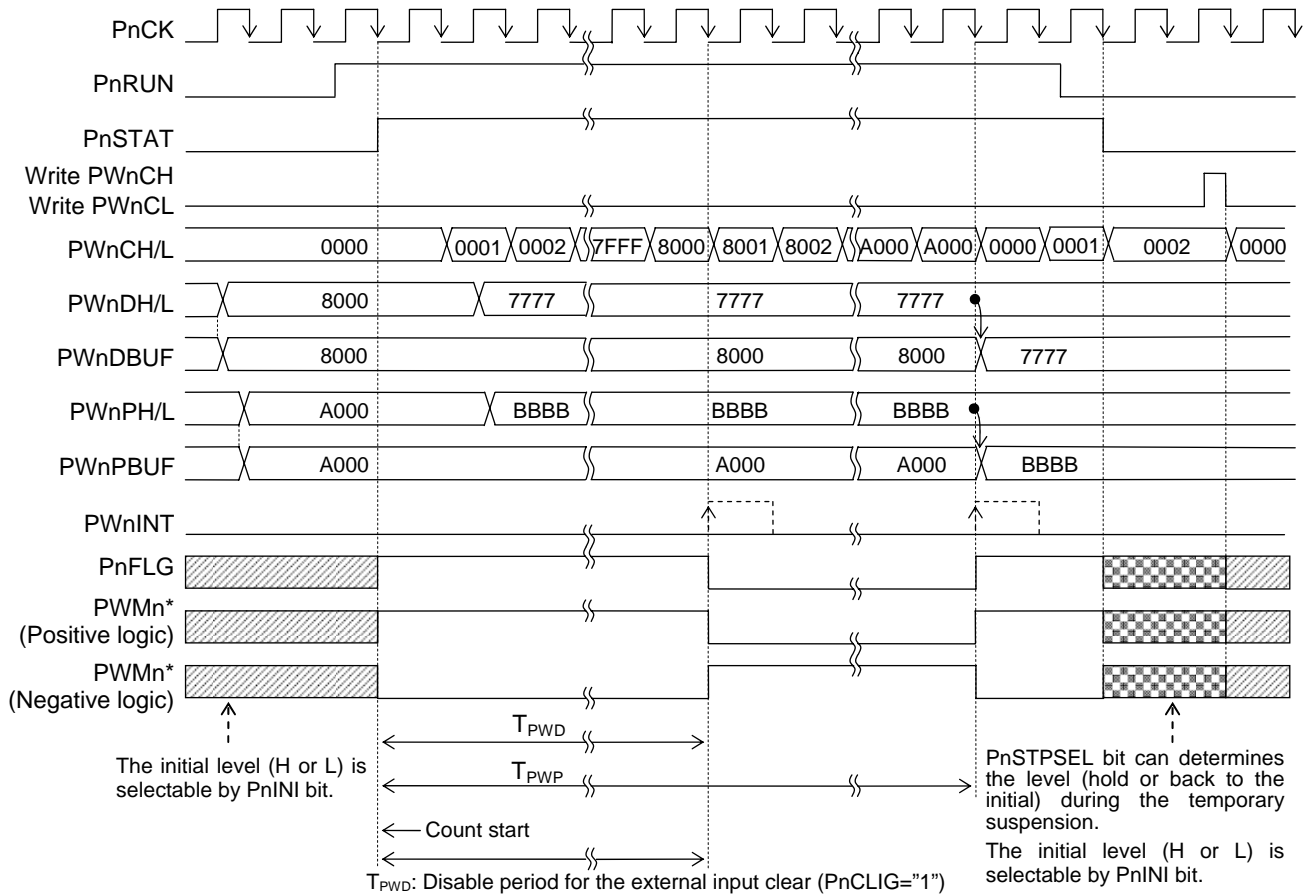 PnCK
PnRUN
PnSTAT
Write PWnCH
Write PWnCL
PWnCH/L 0000 0001 0002 7FFF 8000 8001 8002 A000 A000 0000 0001 0002 0000
PWnDH/L 8000 7777 7777 7777
PWnDBUF 8000 8000 8000 7777
PWnPH/L A000 BBBB BBBB BBBB
PWnPBUF A000 A000 A000 BBBB
PWnINT
PnFLG
PWMn*
(Positive logic)
PWMn*
(Negative logic)
The initial level (H or L) is
selectable by PnINI bit.
TPWD
TPWP
Count start
TPWD: Disable period for the external input clear (PnCLIG="1")
PnSTPSEL bit can determines
the level (hold or back to the
initial) during the temporary
suspension.
The initial level (H or L) is
selectable by PnINI bit.